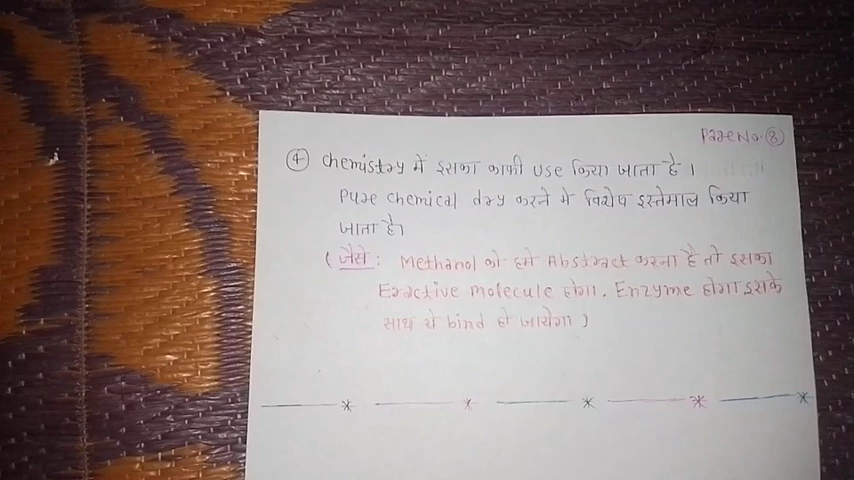 Page No. 8
4 chemistry में इसका काफी use किया जाता है ।
Pure chemical dry करने में विशेष इस्तेमाल किया
जाता है।
( जैसे : Methanol को हमें Abstract करना है तो इसका
Eractive molecule होगा . Enzyme होगा इसके
साथ ये bind हो जायेगा )